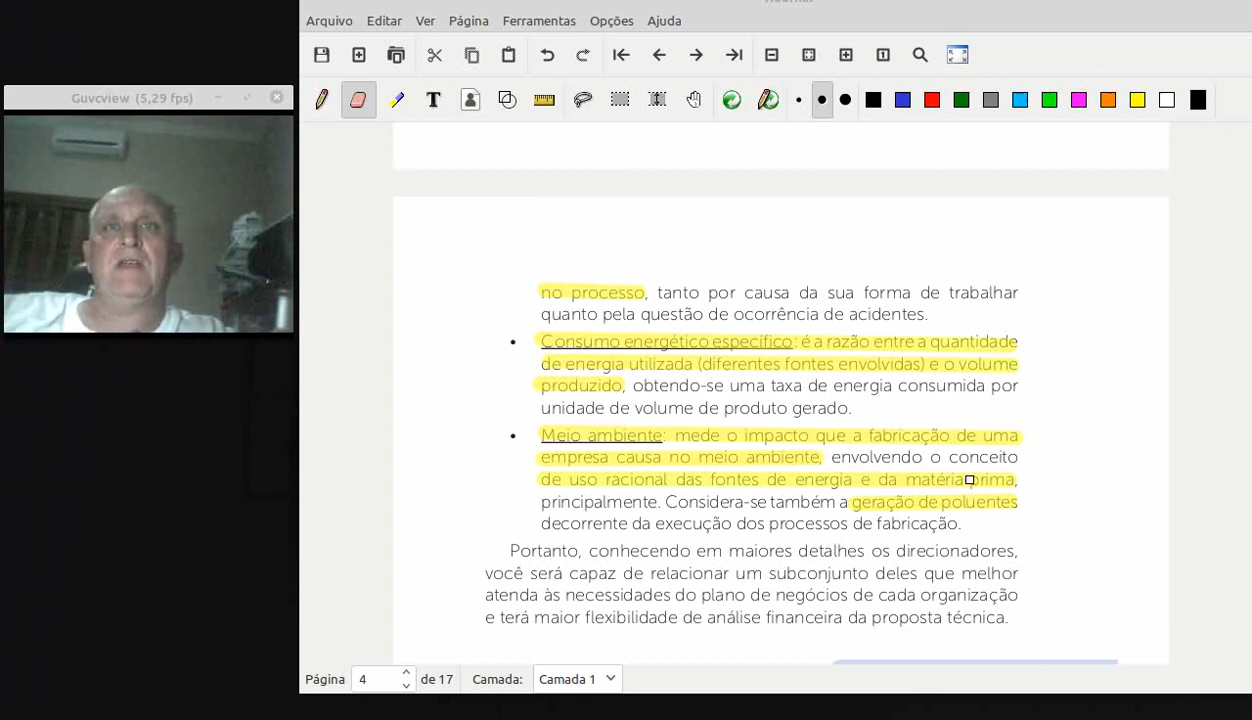 Arquivo Editar Ver Página Ferramentas Opções Ajuda
Guvcview (5,29 fps)
no processo, tanto por causa da sua forma de trabalhar
quanto pela questão de ocorrência de acidentes.
• Consumo energético específico: é a razão entre a quantidade
de energia utilizada (diferentes fontes envolvidas) e o volume
produzido, obtendo-se uma taxa de energia consumida por
unidade de volume de produto gerado.
• Meio ambiente: mede o impacto que a fabricação de uma
empresa causa no meio ambiente, envolvendo o conceito
de uso racional das fontes de energia e da matéria prima,
principalmente. Considera-se também a geração de poluentes
decorrente da execução dos processos de fabricação.
Portanto, conhecendo em maiores detalhes os direcionadores,
você será capaz de relacionar um subconjunto deles que melhor
atenda às necessidades do plano de negócios de cada organização
e terá maior flexibilidade de análise financeira da proposta técnica.
Página 4 de 17 Camada: Camada 1